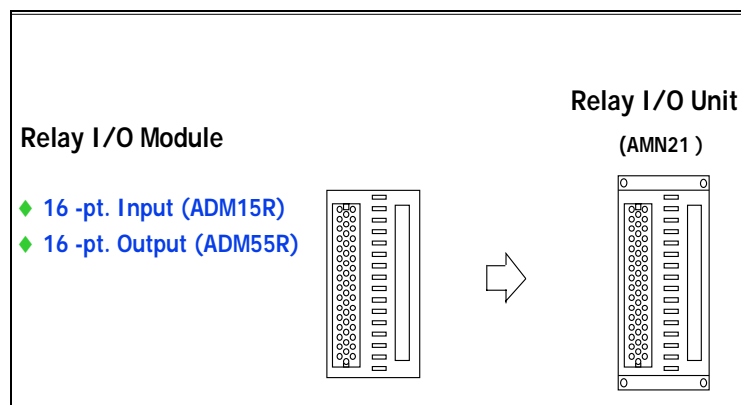 Relay I/O Unit
(AMN21 )
Relay I/O Module
♦ 16 -pt. Input (ADM15R)
♦ 16 -pt. Output (ADM55R)